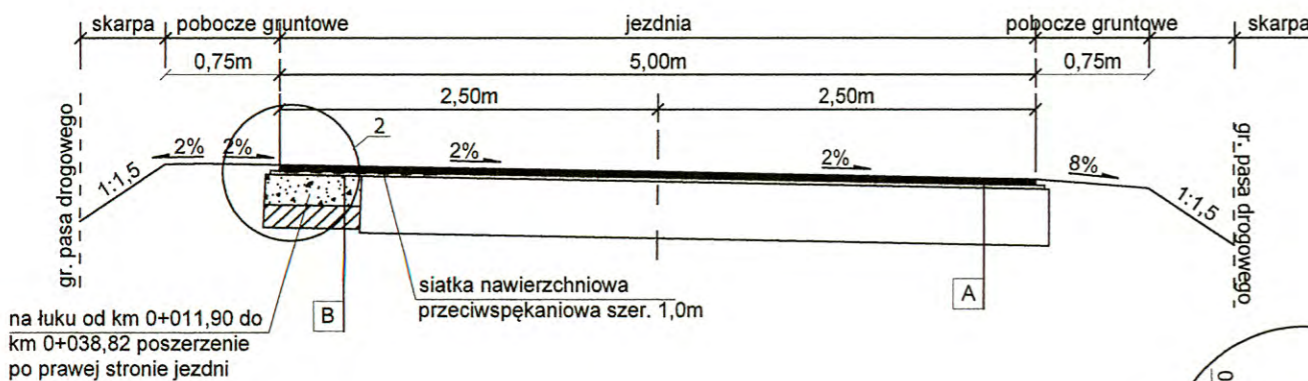 skarpa pobocze gruntowe jezdnia pobocze gruntowe skarpa
0,75m 5,00m 0,75m
2,50m 2,50m
gr. pasa drogowego
1:1,5
2% 2%
2
2% 2%
8%
1:1,5
gr. pasa drogowego
siatka nawierzchniowa
przeciwspękaniowa szer. 1,0m
B
A
na łuku od km 0+011,90 do
km 0+038,82 poszerzenie
po prawej stronie jezdni
0